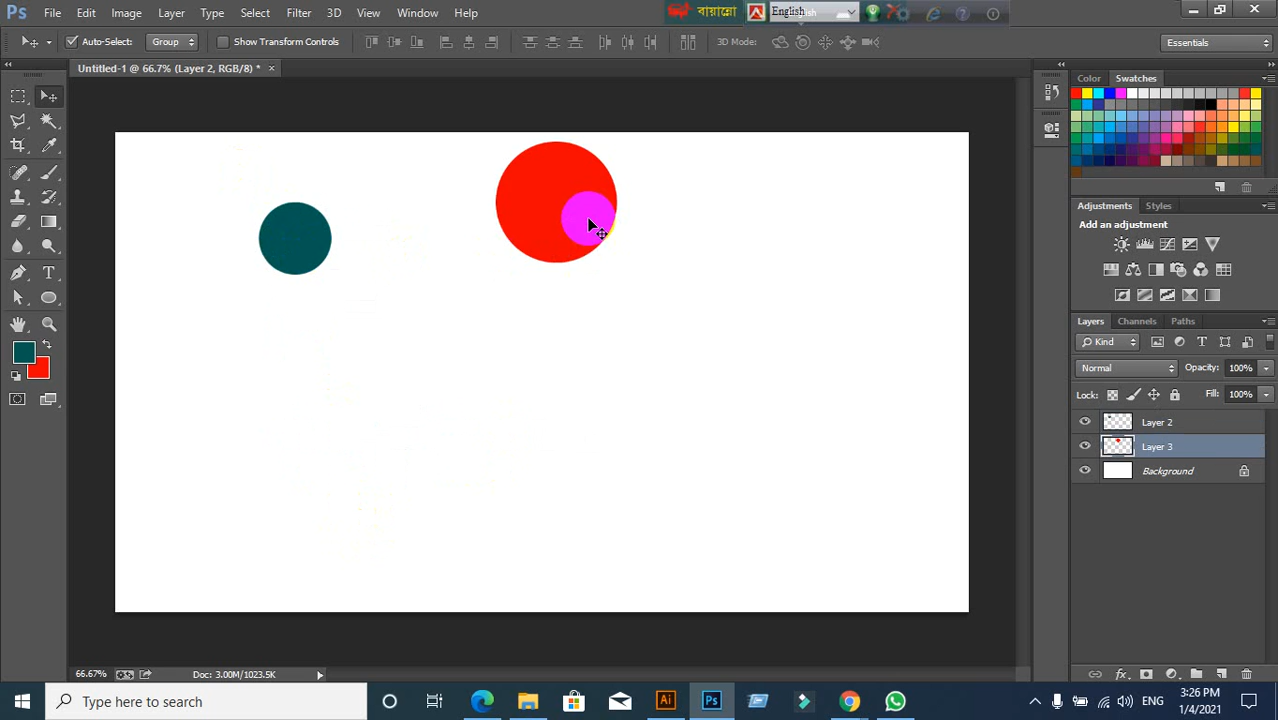 Ps File Edit Image Layer Type Select Filter 3D View Window Help
বায়ান্নো English
Auto-Select: Group Show Transform Controls 3D Mode: Essentials
Untitled-1 @ 66.7% (Layer 2, RGB/8) * ×
Color Swatches
Adjustments Styles
Add an adjustment
Layers Channels Paths
Kind
Normal Opacity: 100%
Lock: Fill: 100%
Layer 2
Layer 3
Background
66.67% Doc: 3.00M/1023.5K
Type here to search
Ai Ps
ENG
3:26 PM
1/4/2021